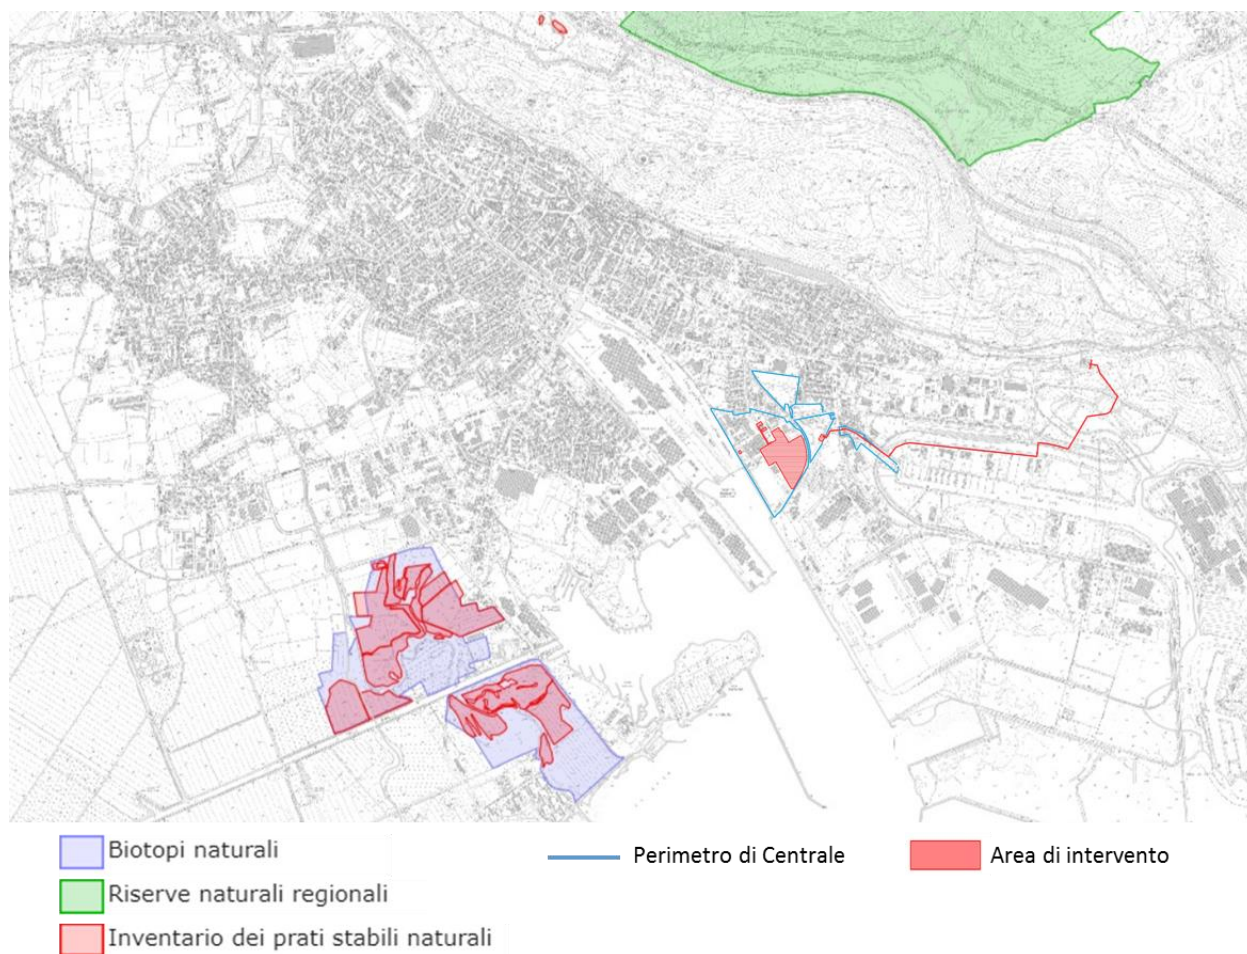 Biotopi naturali
Perimetro di Centrale
Area di intervento
Riserve naturali regionali
Inventario dei prati stabili naturali